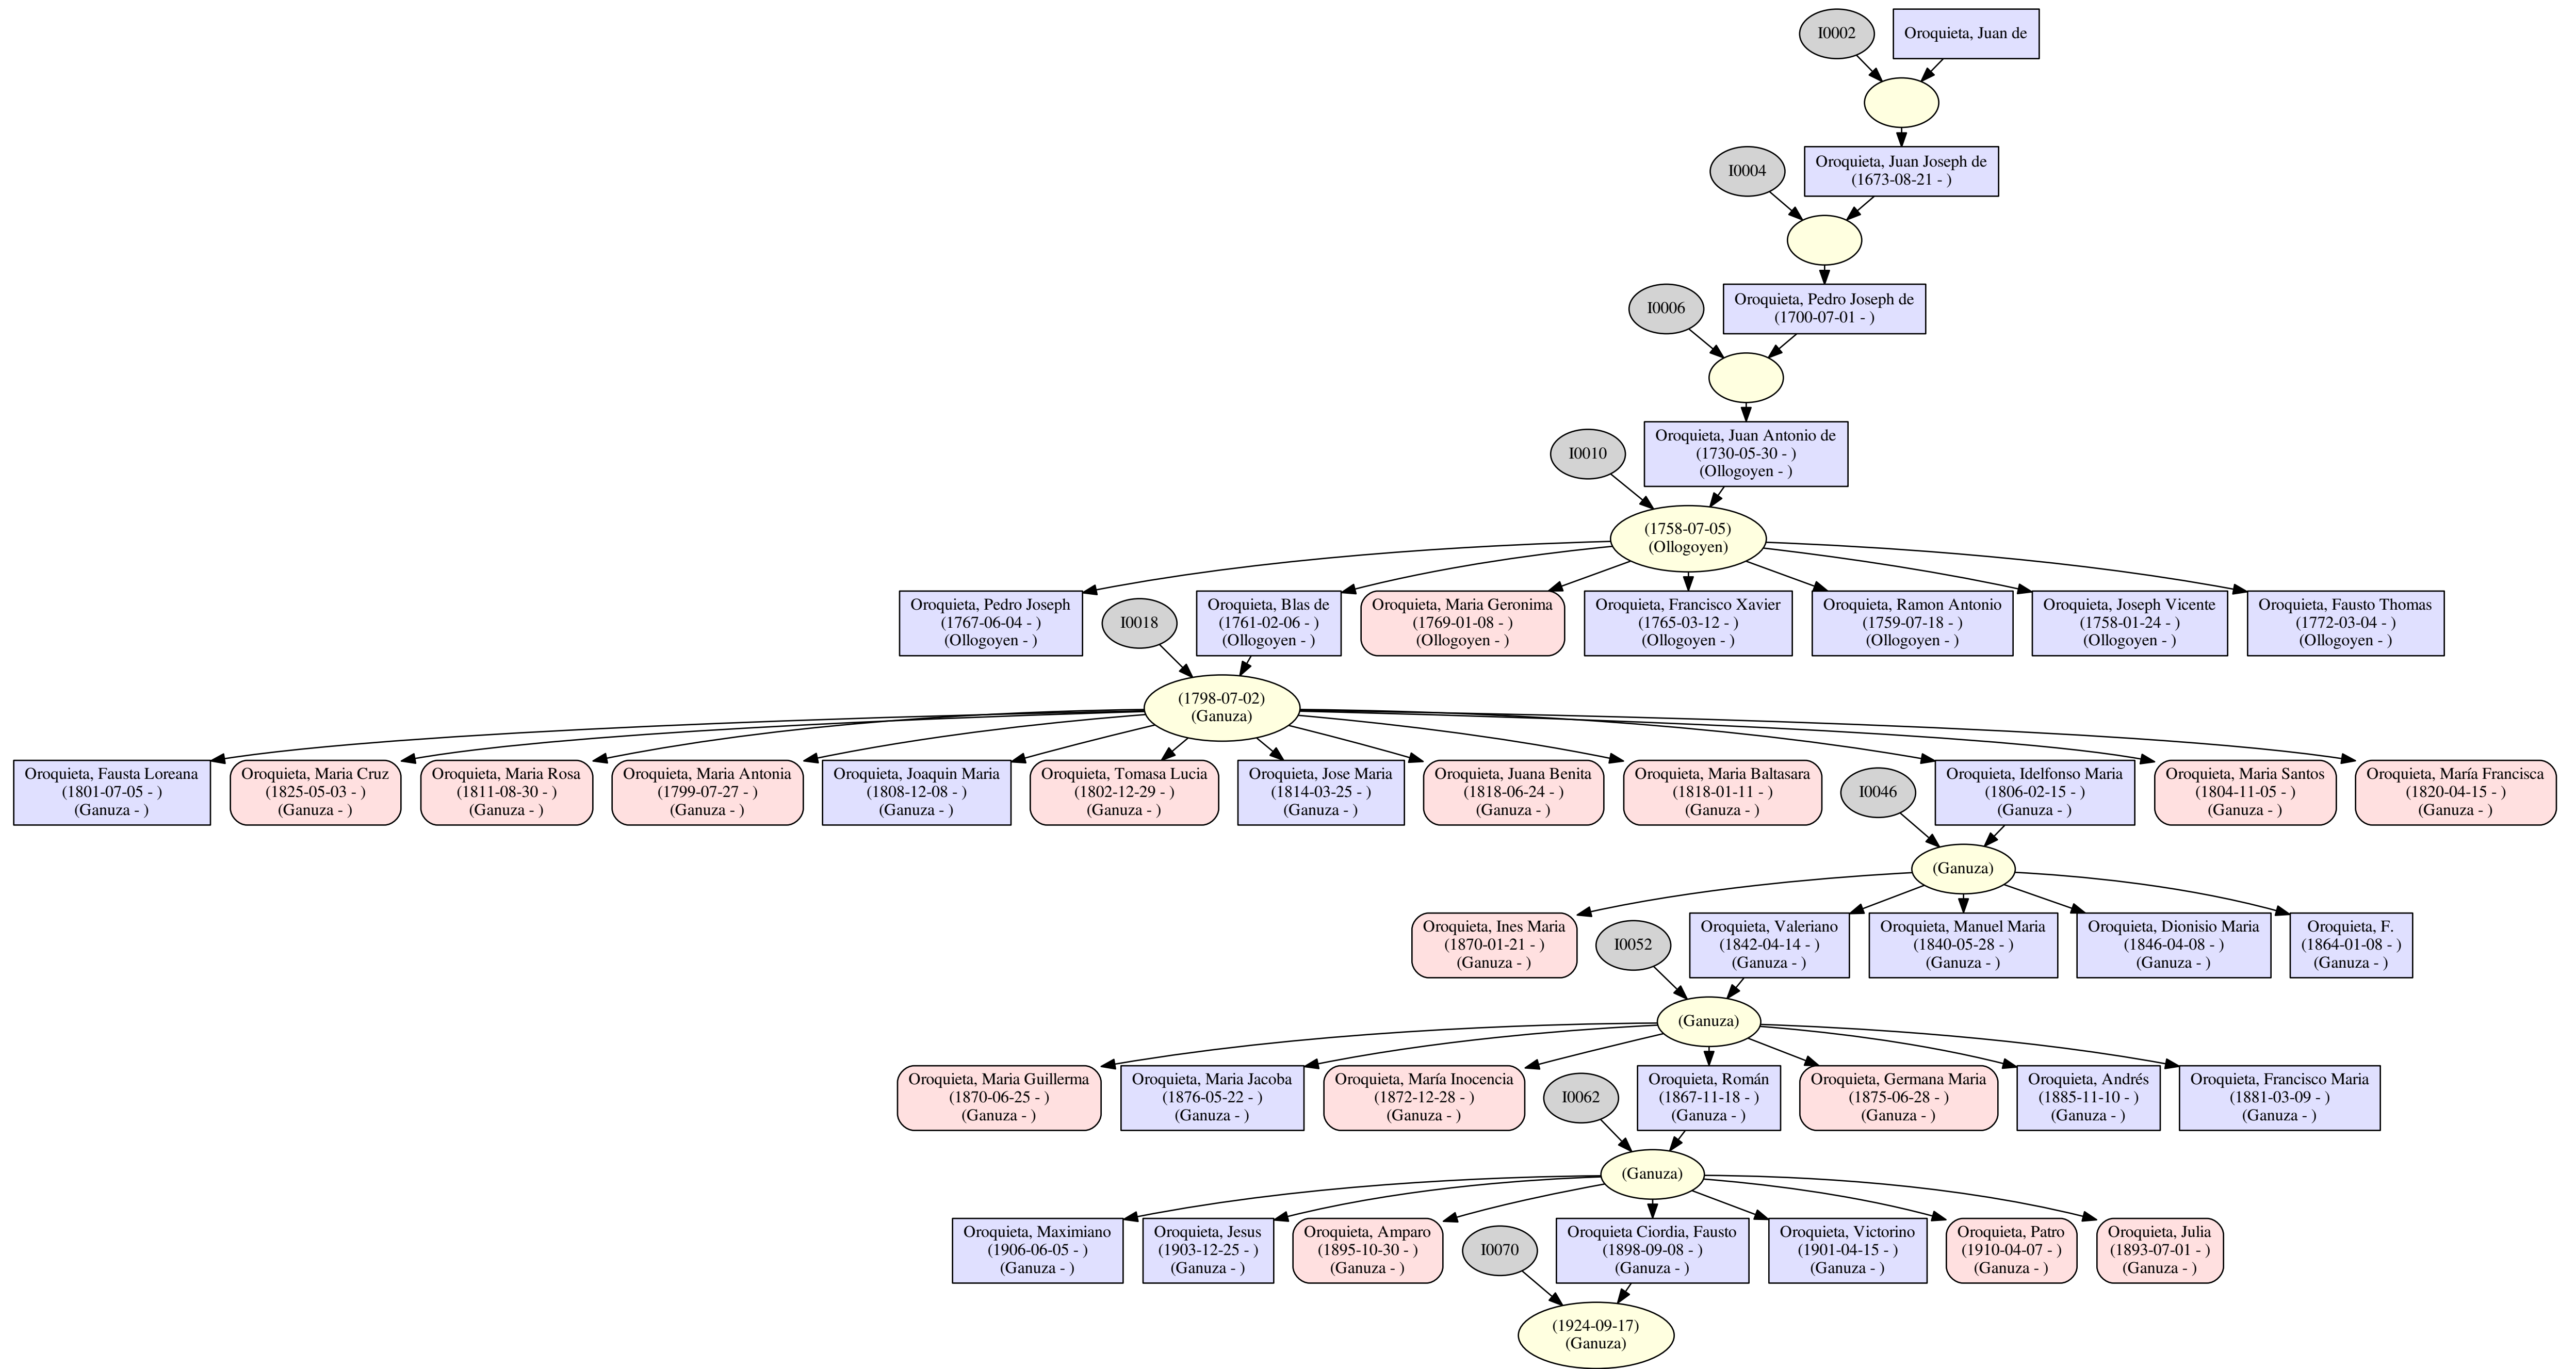 I0002
Oroquieta, Juan de
I0004
Oroquieta, Juan Joseph de
(1673-08-21 - )
I0006
Oroquieta, Pedro Joseph de
(1700-07-01 - )
I0010
Oroquieta, Juan Antonio de
(1730-05-30 - )
(Ollogoyen - )
(1758-07-05)
(Ollogoyen)
Oroquieta, Pedro Joseph
(1767-06-04 - )
(Ollogoyen - )
I0018
Oroquieta, Blas de
(1761-02-06 - )
(Ollogoyen - )
Oroquieta, Maria Geronima
(1769-01-08 - )
(Ollogoyen - )
Oroquieta, Francisco Xavier
(1765-03-12 - )
(Ollogoyen - )
Oroquieta, Ramon Antonio
(1759-07-18 - )
(Ollogoyen - )
Oroquieta, Joseph Vicente
(1758-01-24 - )
(Ollogoyen - )
Oroquieta, Fausto Thomas
(1772-03-04 - )
(Ollogoyen - )
(1798-07-02)
(Ganuza)
Oroquieta, Fausta Loreana
(1801-07-05 - )
(Ganuza - )
Oroquieta, Maria Cruz
(1825-05-03 - )
(Ganuza - )
Oroquieta, Maria Rosa
(1811-08-30 - )
(Ganuza - )
Oroquieta, Maria Antonia
(1799-07-27 - )
(Ganuza - )
Oroquieta, Joaquin Maria
(1808-12-08 - )
(Ganuza - )
Oroquieta, Tomasa Lucia
(1802-12-29 - )
(Ganuza - )
Oroquieta, Jose Maria
(1814-03-25 - )
(Ganuza - )
Oroquieta, Juana Benita
(1818-06-24 - )
(Ganuza - )
Oroquieta, Maria Baltasara
(1818-01-11 - )
(Ganuza - )
I0046
Oroquieta, Idelfonso Maria
(1806-02-15 - )
(Ganuza - )
Oroquieta, Maria Santos
(1804-11-05 - )
(Ganuza - )
Oroquieta, María Francisca
(1820-04-15 - )
(Ganuza - )
(Ganuza)
Oroquieta, Ines Maria
(1870-01-21 - )
(Ganuza - )
I0052
Oroquieta, Valeriano
(1842-04-14 - )
(Ganuza - )
Oroquieta, Manuel Maria
(1840-05-28 - )
(Ganuza - )
Oroquieta, Dionisio Maria
(1846-04-08 - )
(Ganuza - )
Oroquieta, F.
(1864-01-08 - )
(Ganuza - )
(Ganuza)
Oroquieta, Maria Guillerma
(1870-06-25 - )
(Ganuza - )
Oroquieta, Maria Jacoba
(1876-05-22 - )
(Ganuza - )
Oroquieta, María Inocencia
(1872-12-28 - )
(Ganuza - )
I0062
Oroquieta, Román
(1867-11-18 - )
(Ganuza - )
Oroquieta, Germana Maria
(1875-06-28 - )
(Ganuza - )
Oroquieta, Andrés
(1885-11-10 - )
(Ganuza - )
Oroquieta, Francisco Maria
(1881-03-09 - )
(Ganuza - )
(Ganuza)
Oroquieta, Maximiano
(1906-06-05 - )
(Ganuza - )
Oroquieta, Jesus
(1903-12-25 - )
(Ganuza - )
Oroquieta, Amparo
(1895-10-30 - )
(Ganuza - )
I0070
Oroquieta Ciordia, Fausto
(1898-09-08 - )
(Ganuza - )
Oroquieta, Victorino
(1901-04-15 - )
(Ganuza - )
Oroquieta, Patro
(1910-04-07 - )
(Ganuza - )
Oroquieta, Julia
(1893-07-01 - )
(Ganuza - )
(1924-09-17)
(Ganuza)